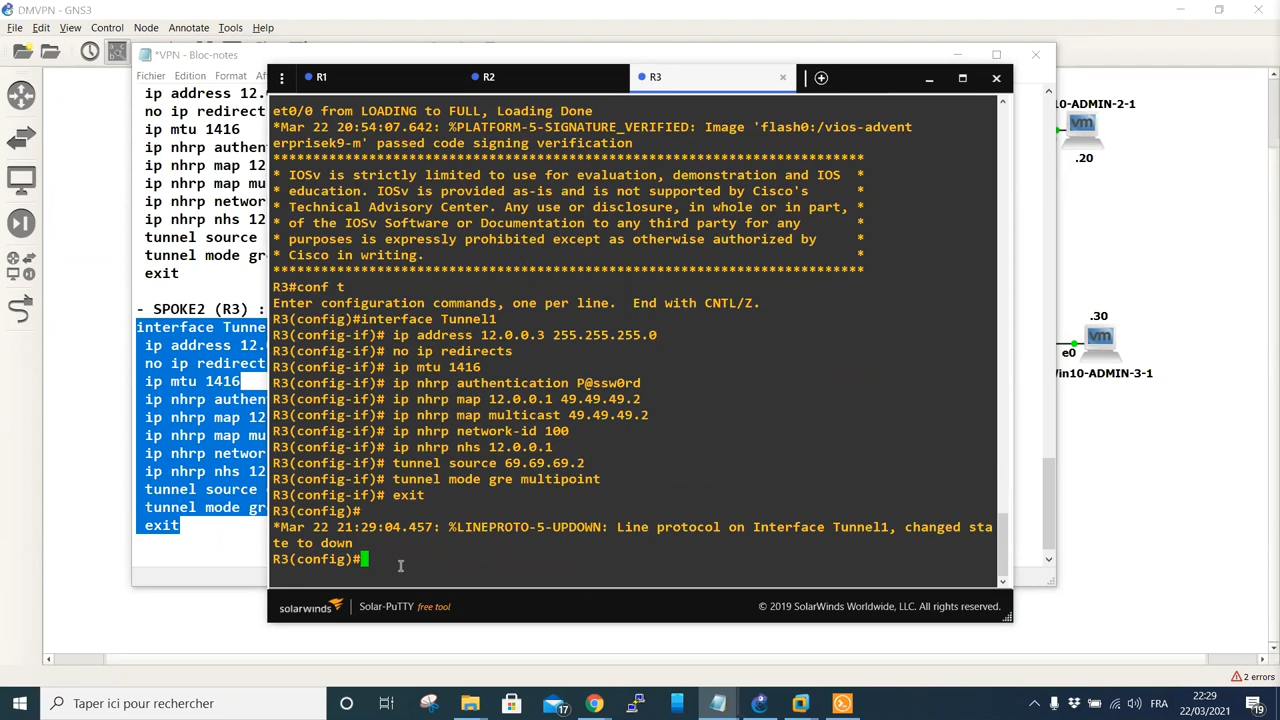 DMVPN - GNS3
File Edit View Control Node Annotate Tools Help
*VPN - Bloc-notes
Fichier Edition Format
ip address 12.0
no ip redirects
ip mtu 1416
ip nhrp authen
ip nhrp map 12
ip nhrp map mu
ip nhrp networ
ip nhrp nhs 12
tunnel source
tunnel mode gre
exit
- SPOKE2 (R3) :
interface Tunne
ip address 12.
no ip redirect
ip mtu 1416
ip nhrp authen
ip nhrp map 12
ip nhrp map mu
ip nhrp networ
ip nhrp nhs 12
tunnel source
tunnel mode gr
exit
R1
R2
R3
et0/0 from LOADING to FULL, Loading Done
*Mar 22 20:54:07.642: %PLATFORM-5-SIGNATURE_VERIFIED: Image 'flash0:/vios-advent
erprisek9-m' passed code signing verification
**************************************************************************
* IOSv is strictly limited to use for evaluation, demonstration and IOS *
* education. IOSv is provided as-is and is not supported by Cisco's *
* Technical Advisory Center. Any use or disclosure, in whole or in part, *
* of the IOSv Software or Documentation to any third party for any *
* purposes is expressly prohibited except as otherwise authorized by *
* Cisco in writing. *
**************************************************************************
R3#conf t
Enter configuration commands, one per line. End with CNTL/Z.
R3(config)#interface Tunnel1
R3(config-if)# ip address 12.0.0.3 255.255.255.0
R3(config-if)# no ip redirects
R3(config-if)# ip mtu 1416
R3(config-if)# ip nhrp authentication P@ssw0rd
R3(config-if)# ip nhrp map 12.0.0.1 49.49.49.2
R3(config-if)# ip nhrp map multicast 49.49.49.2
R3(config-if)# ip nhrp network-id 100
R3(config-if)# ip nhrp nhs 12.0.0.1
R3(config-if)# tunnel source 69.69.69.2
R3(config-if)# tunnel mode gre multipoint
R3(config-if)# exit
R3(config)#
*Mar 22 21:29:04.457: %LINEPROTO-5-UPDOWN: Line protocol on Interface Tunnel1, changed sta
te to down
R3(config)#
solarwinds Solar-PuTTY free tool
© 2019 SolarWinds Worldwide, LLC. All rights reserved.
10-ADMIN-2-1
vm
.20
.30
vm
e0
Vin10-ADMIN-3-1
2 errors
Taper ici pour rechercher
17
FRA
22:29
22/03/2021
19